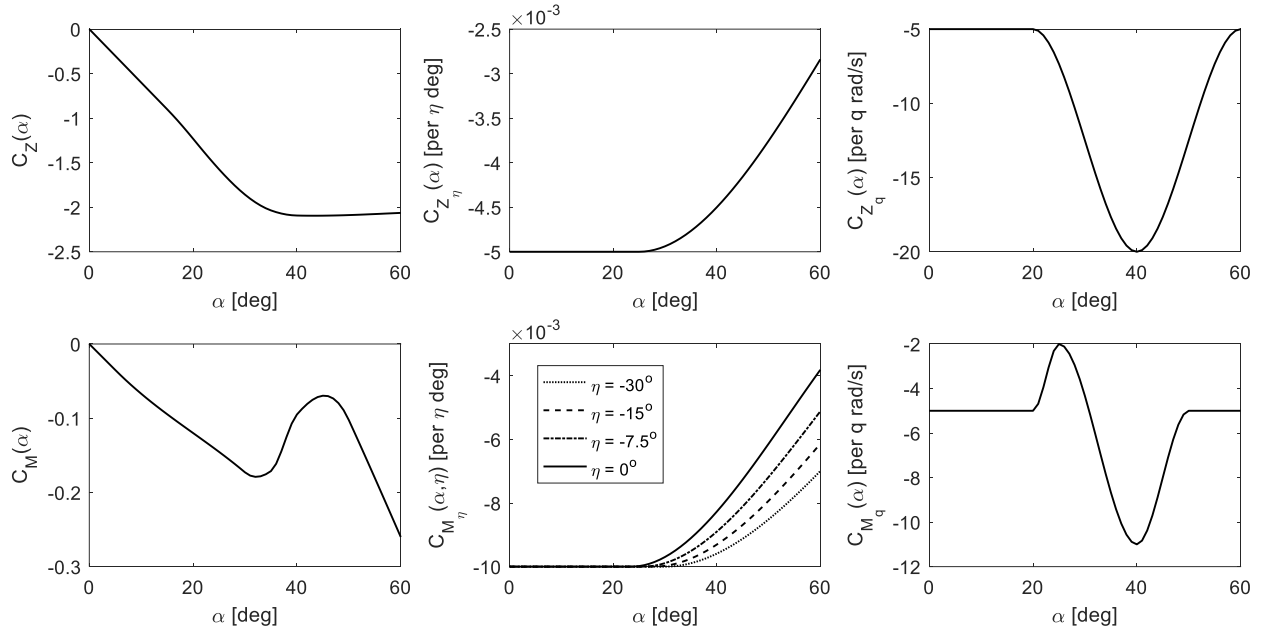 0
-0.5
-1
-1.5
-2
-2.5
C_Z(α)
0 20 40 60
α [deg]
×10^-3
-2.5
-3
-3.5
-4
-4.5
-5
C_Z_η (α) [per η deg]
0 20 40 60
α [deg]
-5
-10
-15
-20
C_Z_q (α) [per q rad/s]
0 20 40 60
α [deg]
0
-0.1
-0.2
-0.3
C_M(α)
0 20 40 60
α [deg]
×10^-3
-4
-6
-8
-10
C_M_η (α,η) [per η deg]
η = -30°
η = -15°
η = -7.5°
η = 0°
0 20 40 60
α [deg]
-2
-4
-6
-8
-10
-12
C_M_q (α) [per q rad/s]
0 20 40 60
α [deg]